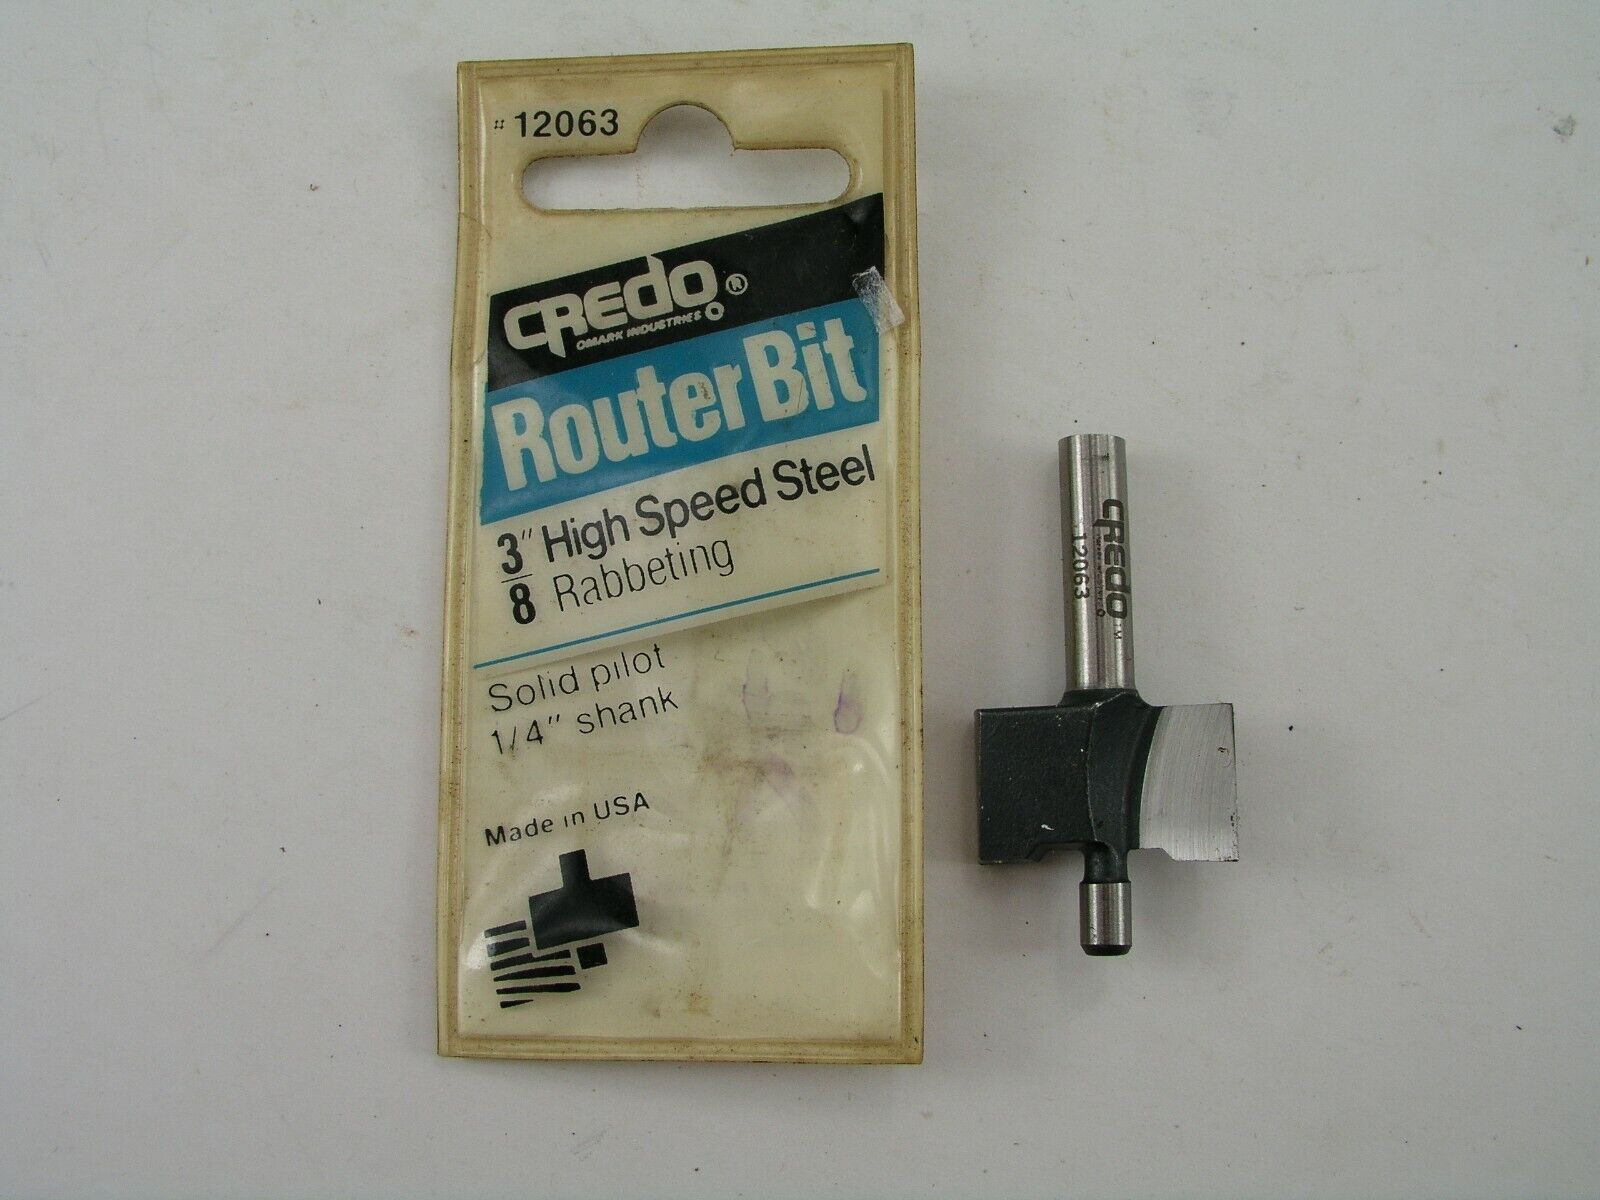 # 12063
CREDO®
OMARK INDUSTRIES
Router Bit
3/8" High Speed Steel
Rabbeting
Solid pilot
1/4" shank
Made in USA
CREDO TM
12063